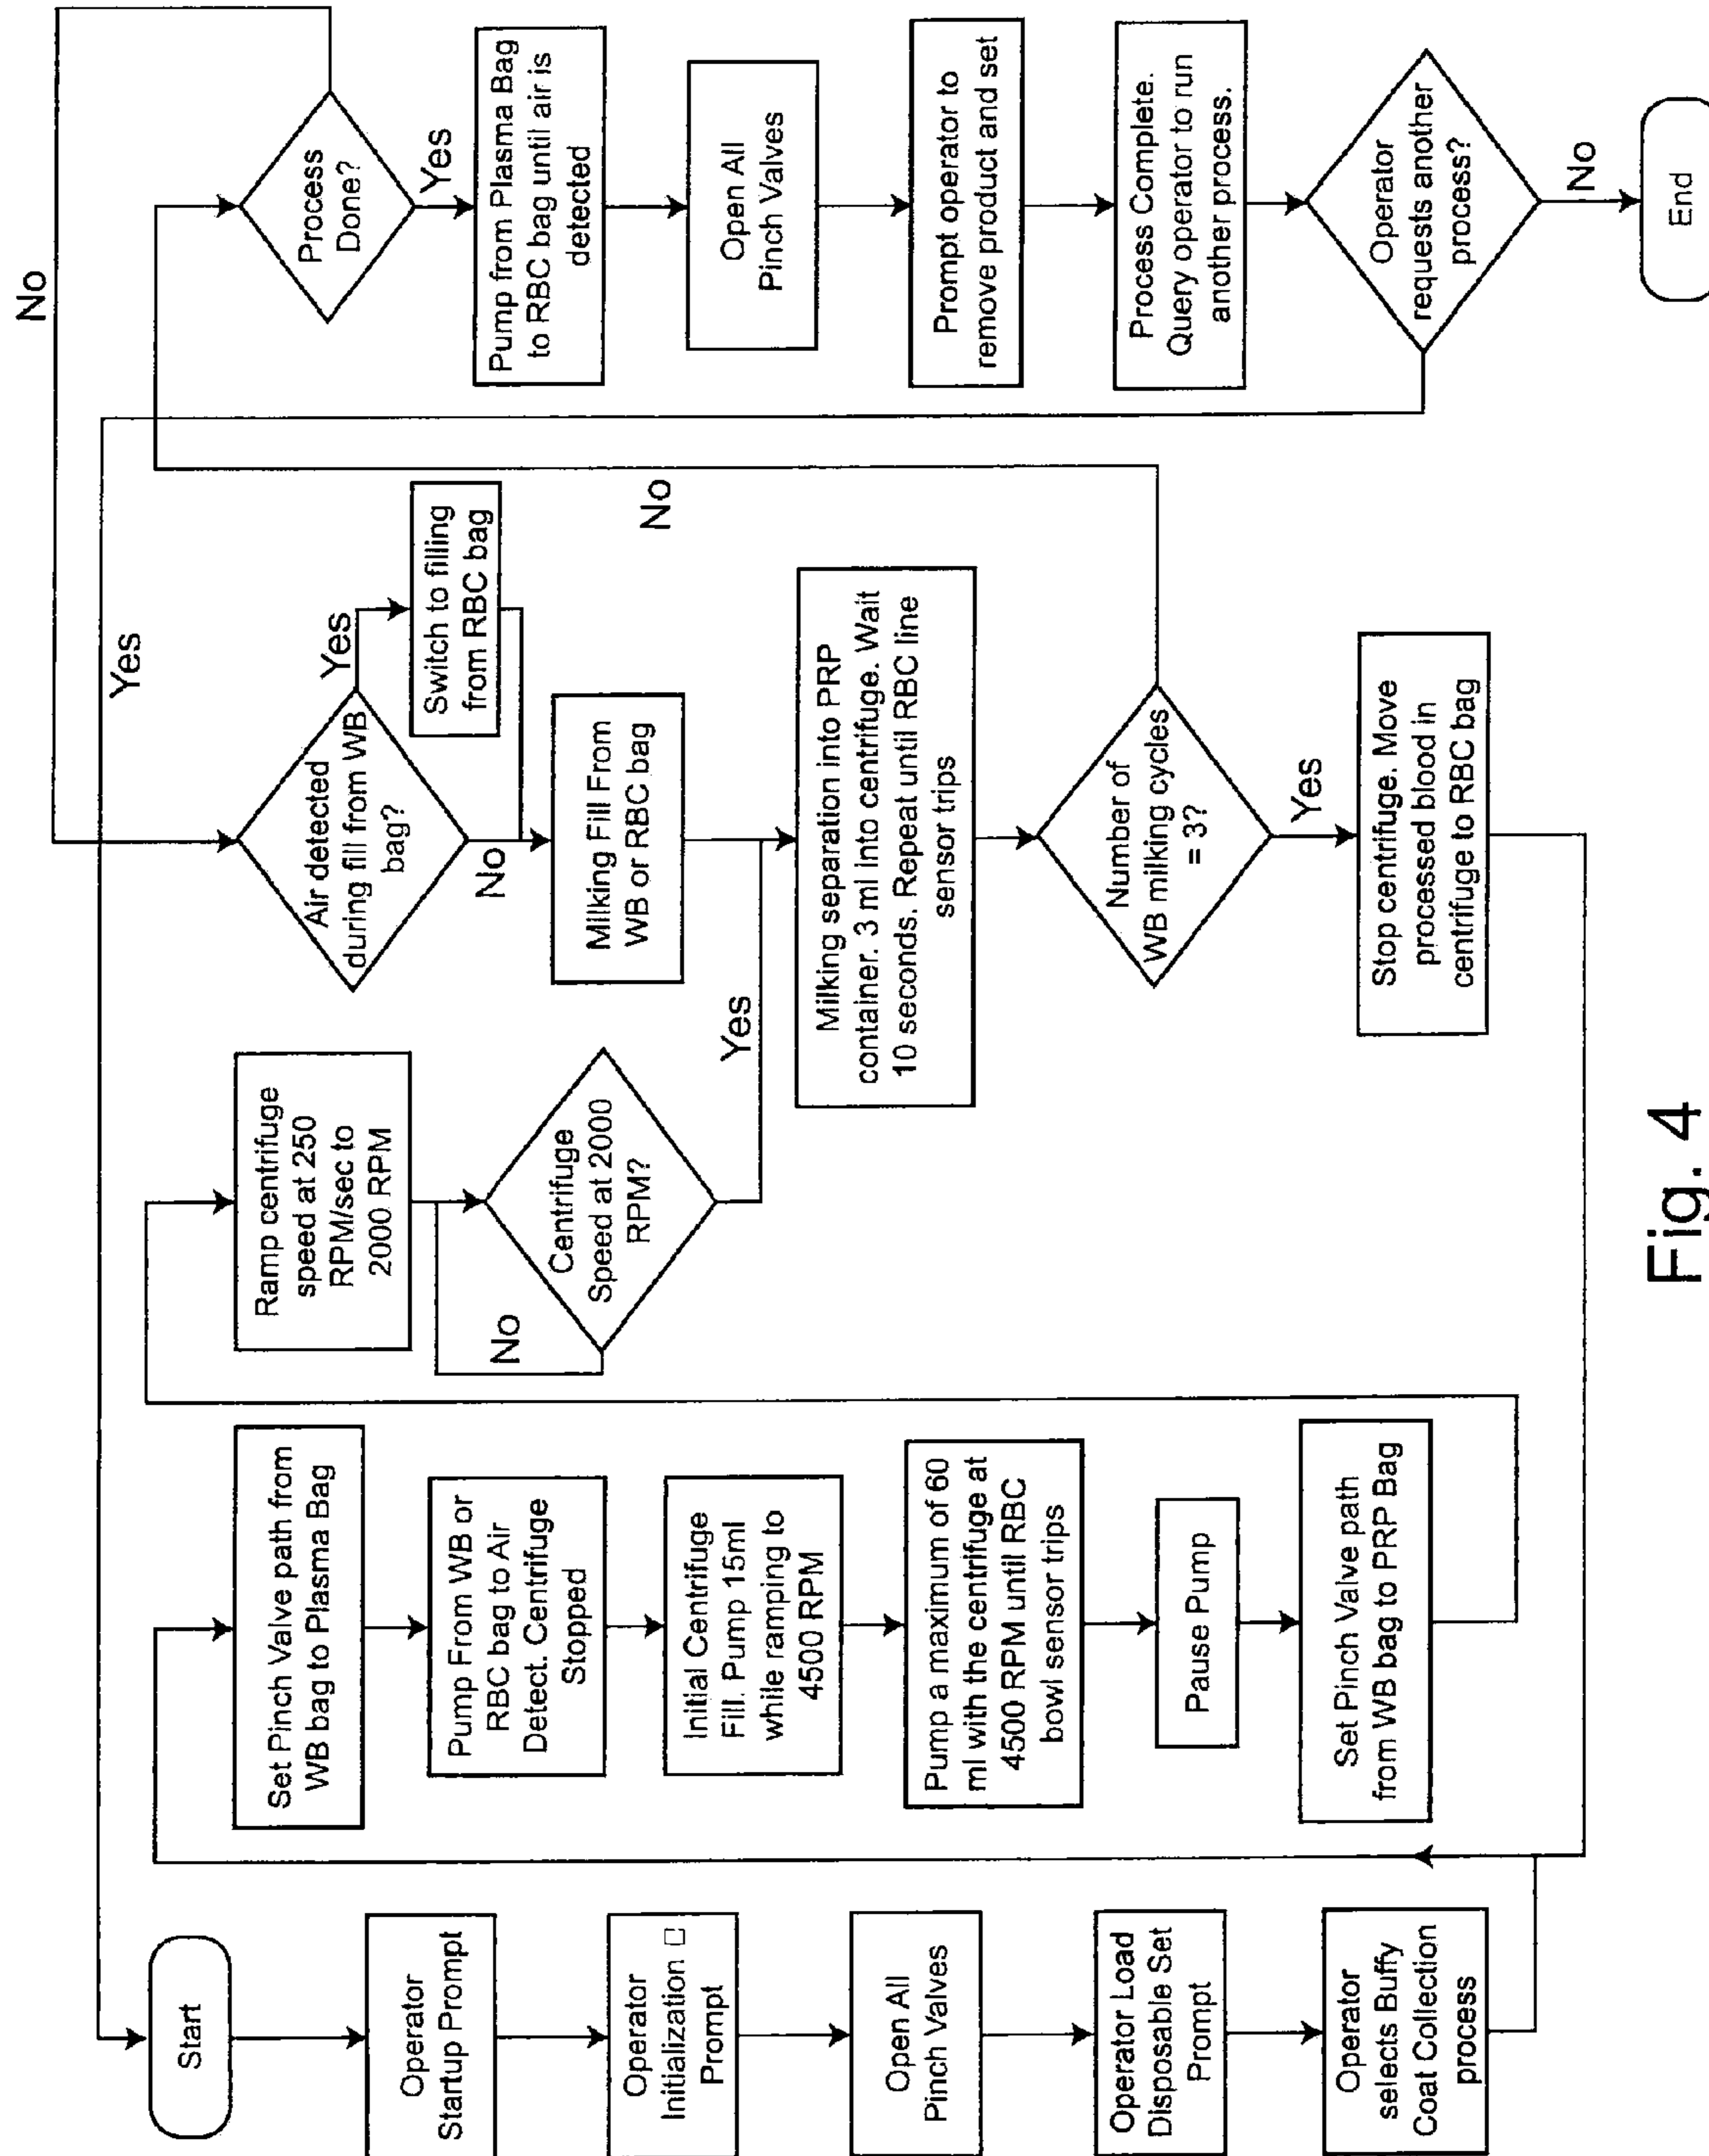 Start
Operator
Startup Prompt
Operator
Initialization □
Prompt
Open All
Pinch Valves
Operator Load
Disposable Set
Prompt
Operator
selects Buffy
Coat Collection
process
Set Pinch Valve path from
WB bag to Plasma Bag
Pump From WB or
RBC bag to Air
Detect. Centrifuge
Stopped
Initial Centrifuge
Fill. Pump 15ml
while ramping to
4500 RPM
Pump a maximum of 60
ml with the centrifuge at
4500 RPM until RBC
bowl sensor trips
Pause Pump
Set Pinch Valve path
from WB bag to PRP Bag
Ramp centrifuge
speed at 250
RPM/sec to
2000 RPM
Centrifuge
Speed at 2000
RPM?
No
Yes
Air detected
during fill from WB
bag?
Yes
No
Switch to filling
from RBC bag
Milking Fill From
WB or RBC bag
Milking separation into PRP
container. 3 ml into centrifuge. Wait
10 seconds. Repeat until RBC line
sensor trips
Number of
WB milking cycles
= 3?
No
Yes
Stop centrifuge. Move
processed blood in
centrifuge to RBC bag
Process
Done?
No
Yes
Pump from Plasma Bag
to RBC bag until air is
detected
Open All
Pinch Valves
Prompt operator to
remove product and set
Process Complete.
Query operator to run
another process.
Operator
requests another
process?
Yes
No
End
Fig. 4